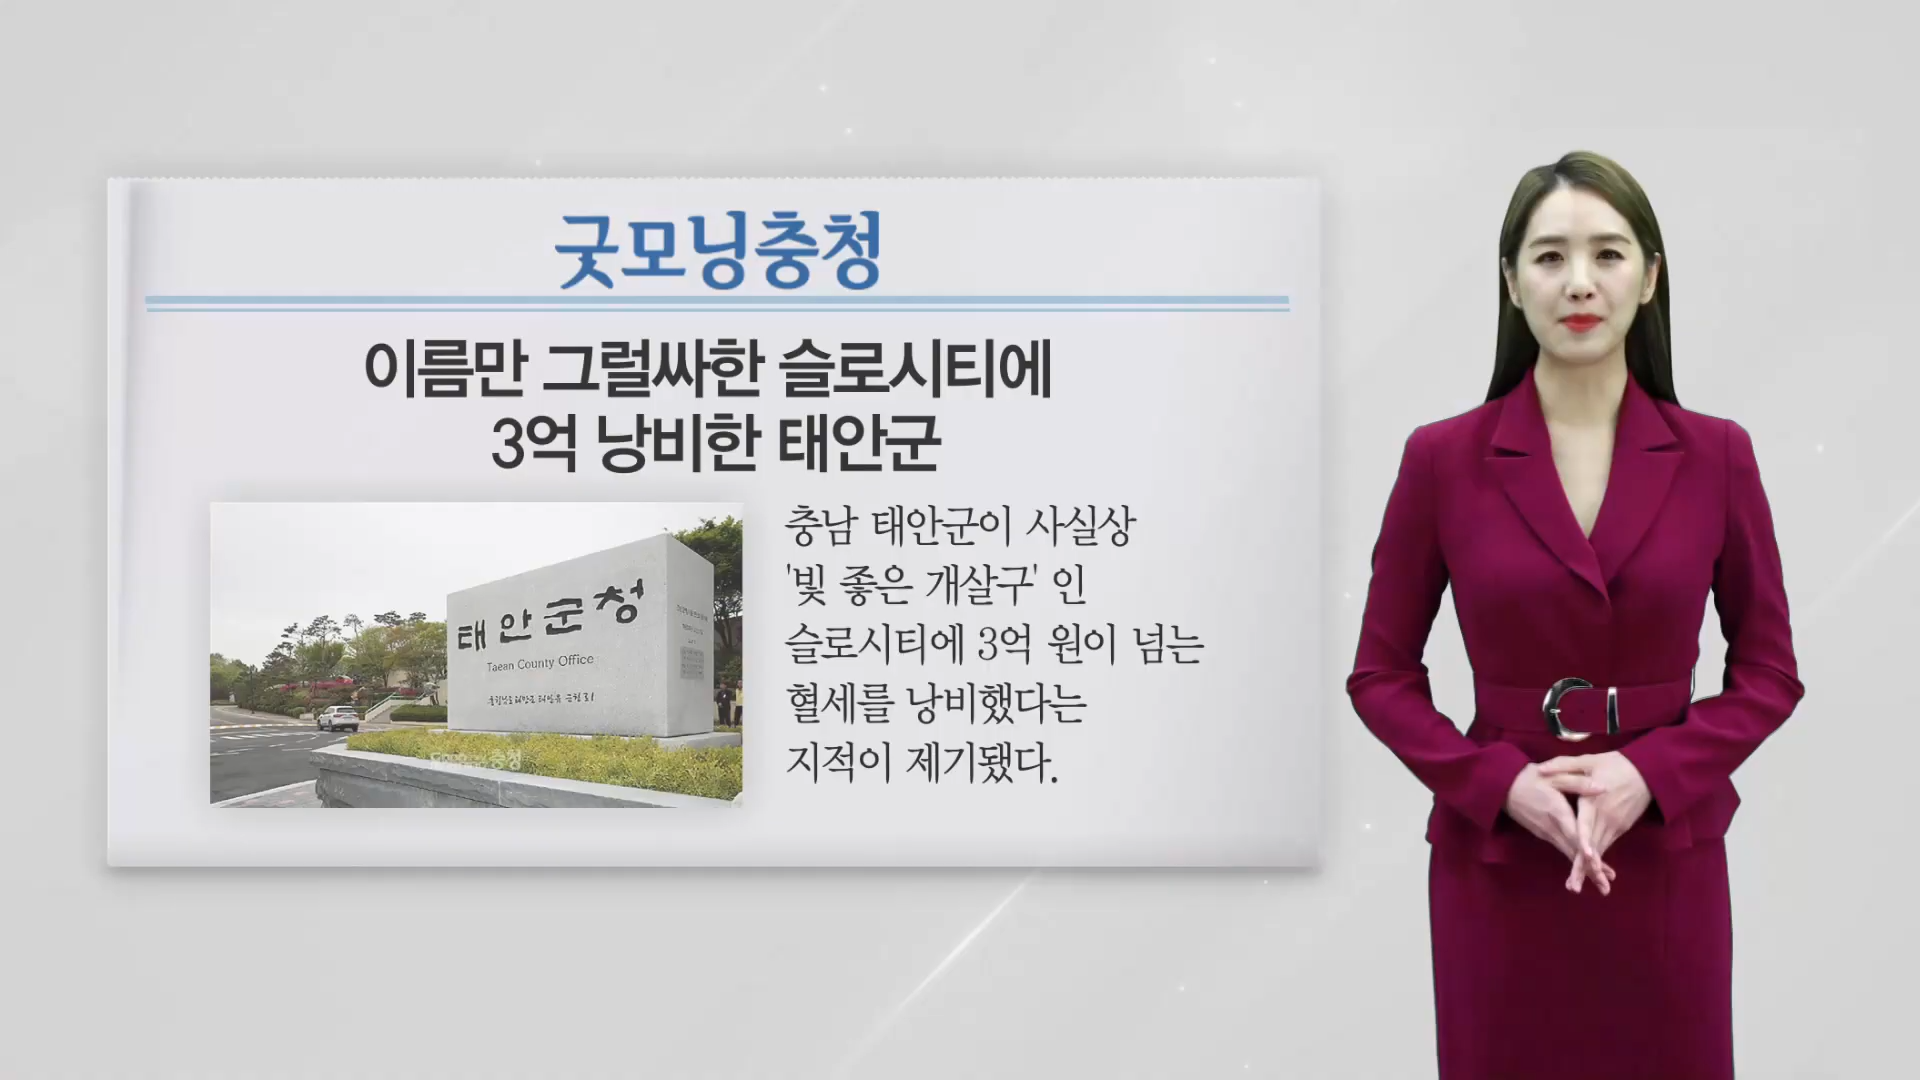 굿모닝충청
이름만 그럴싸한 슬로시티에
3억 낭비한 태안군
충남 태안군이 사실상
'빛 좋은 개살구' 인
슬로시티에 3억 원이 넘는
혈세를 낭비했다는
지적이 제기됐다.
태안군청
Taean County Office
충청